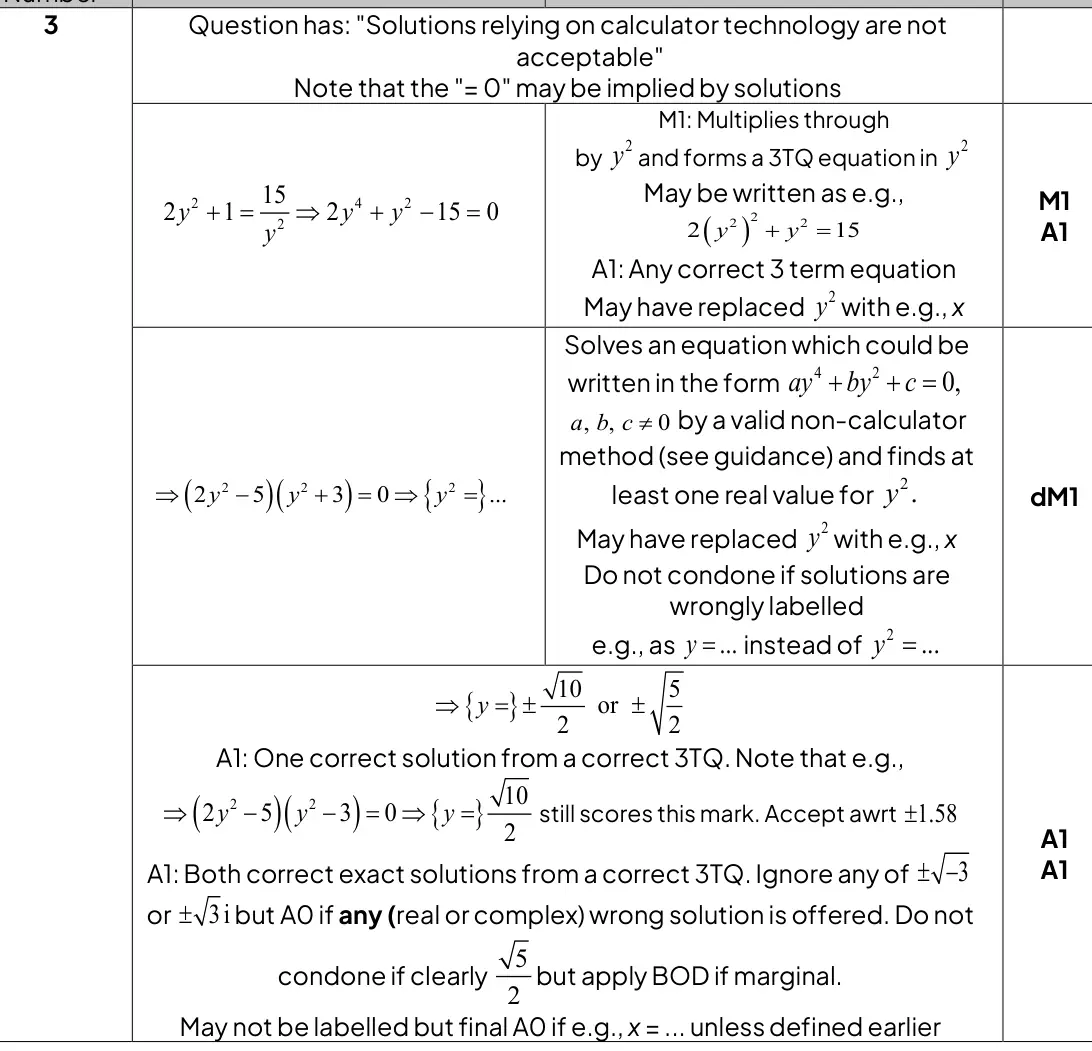 Number
3
Question has: "Solutions relying on calculator technology are not
acceptable"
Note that the "= 0" may be implied by solutions
2y² + 1 = 15/y² ⇒ 2y⁴ + y² − 15 = 0
M1: Multiplies through
by y² and forms a 3TQ equation in y²
May be written as e.g.,
2(y²)² + y² = 15
A1: Any correct 3 term equation
May have replaced y² with e.g., x
M1
A1
⇒ (2y² − 5)(y² + 3) = 0 ⇒ {y² =}...
Solves an equation which could be
written in the form ay⁴ + by² + c = 0,
a, b, c ≠ 0 by a valid non-calculator
method (see guidance) and finds at
least one real value for y².
May have replaced y² with e.g., x
Do not condone if solutions are
wrongly labelled
e.g., as y = ... instead of y² = ...
dM1
⇒ {y =} ± √10/2 or ± √(5/2)
A1: One correct solution from a correct 3TQ. Note that e.g.,
⇒ (2y² − 5)(y² − 3) = 0 ⇒ {y =} √10/2 still scores this mark. Accept awrt ±1.58
A1: Both correct exact solutions from a correct 3TQ. Ignore any of ±√−3
or ±√3 i but A0 if any (real or complex) wrong solution is offered. Do not
condone if clearly √5/2 but apply BOD if marginal.
May not be labelled but final A0 if e.g., x = ... unless defined earlier
A1
A1